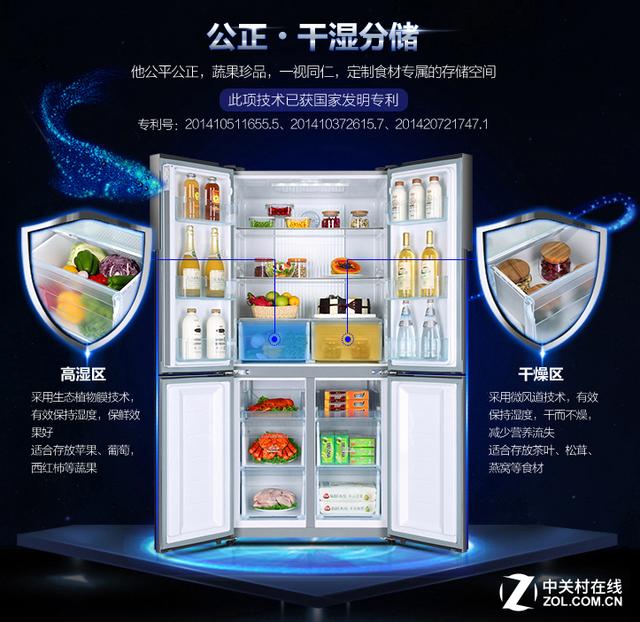 公正·干湿分储
他公平公正，蔬果珍品，一视同仁，定制食材专属的存储空间
此项技术已获国家发明专利
专利号：201410511655.5、201410372615.7、201420721747.1
高湿区
采用生态植物膜技术，
有效保持湿度，保鲜效
果好
适合存放苹果、葡萄，
西红柿等蔬果
干燥区
采用微风道技术，有效
保持湿度，干而不燥，
减少营养流失
适合存放茶叶、松茸、
燕窝等食材
Z
中关村在线
ZOL.COM.CN